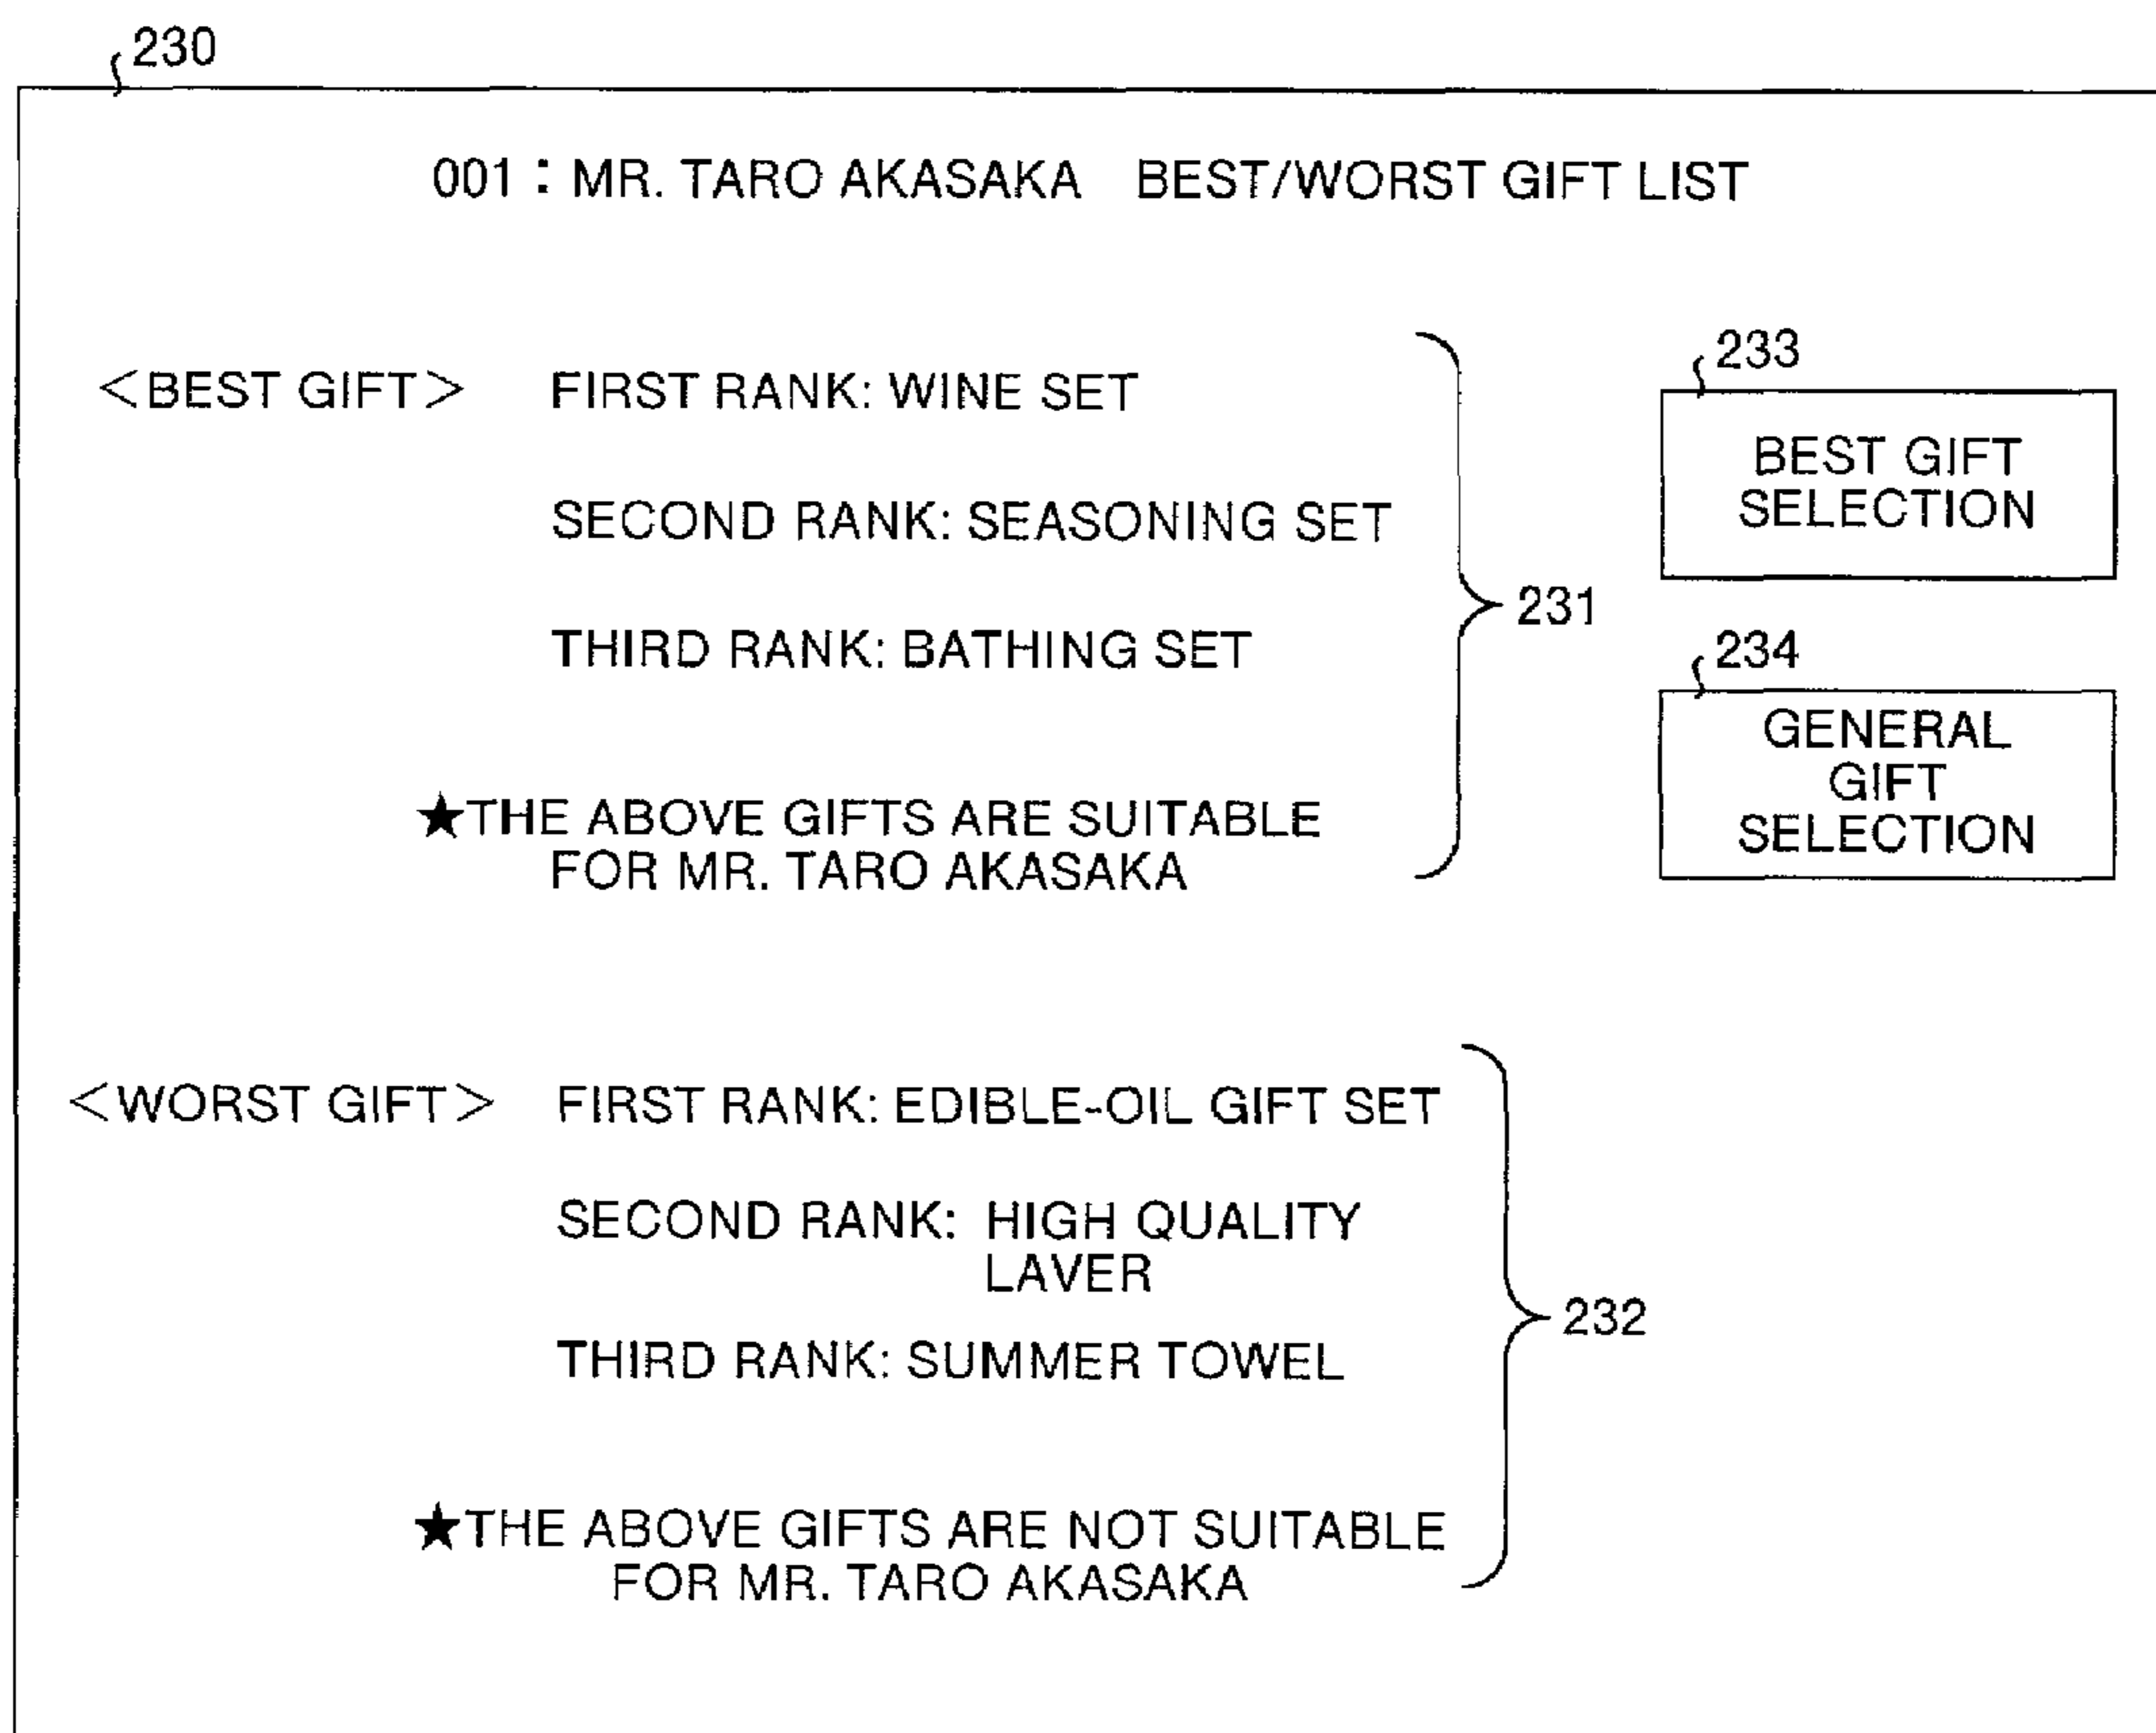 230
001 : MR. TARO AKASAKA BEST/WORST GIFT LIST
<BEST GIFT> FIRST RANK: WINE SET
SECOND RANK: SEASONING SET
THIRD RANK: BATHING SET
★THE ABOVE GIFTS ARE SUITABLE
FOR MR. TARO AKASAKA
231
233
BEST GIFT
SELECTION
234
GENERAL
GIFT
SELECTION
<WORST GIFT> FIRST RANK: EDIBLE-OIL GIFT SET
SECOND RANK: HIGH QUALITY
LAVER
THIRD RANK: SUMMER TOWEL
★THE ABOVE GIFTS ARE NOT SUITABLE
FOR MR. TARO AKASAKA
232